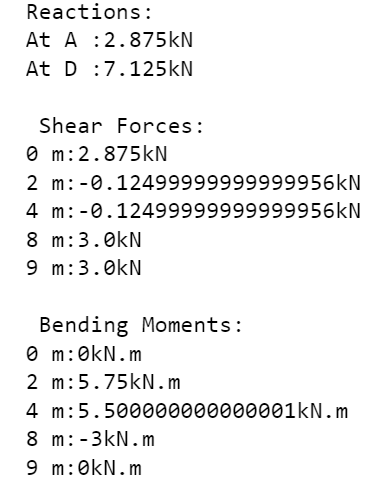 Reactions:
At A :2.875kN
At D :7.125kN
Shear Forces:
0 m:2.875kN
2 m:-0.12499999999999956kN
4 m:-0.12499999999999956kN
8 m:3.0kN
9 m:3.0kN
Bending Moments:
0 m:0kN.m
2 m:5.75kN.m
4 m:5.500000000000001kN.m
8 m:-3kN.m
9 m:0kN.m